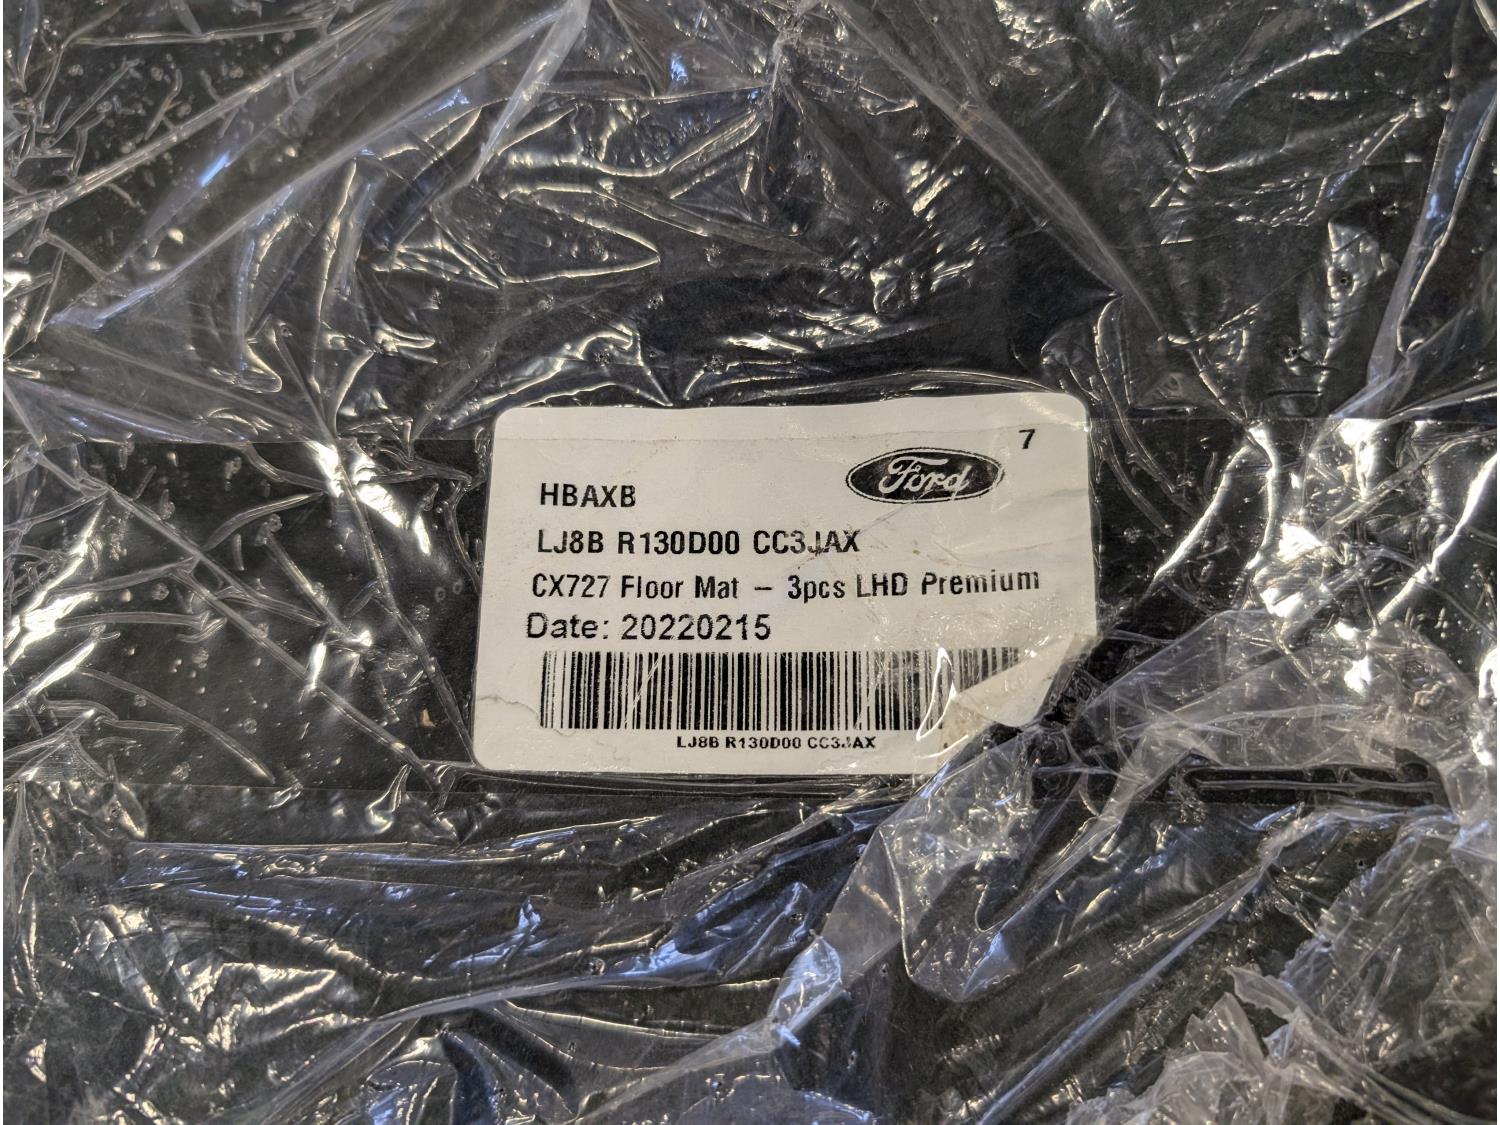 7
Ford
HBAXB
LJ8B R130D00 CC3JAX
CX727 Floor Mat – 3pcs LHD Premium
Date: 20220215
LJ8B R130D00 CC3JAX